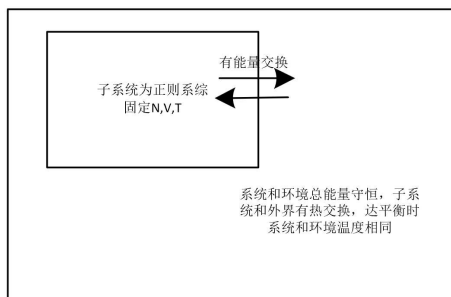 有能量交换
子系统为正则系综
固定N,V,T
系统和环境总能量守恒，子系
统和外界有热交换，达平衡时
系统和环境温度相同